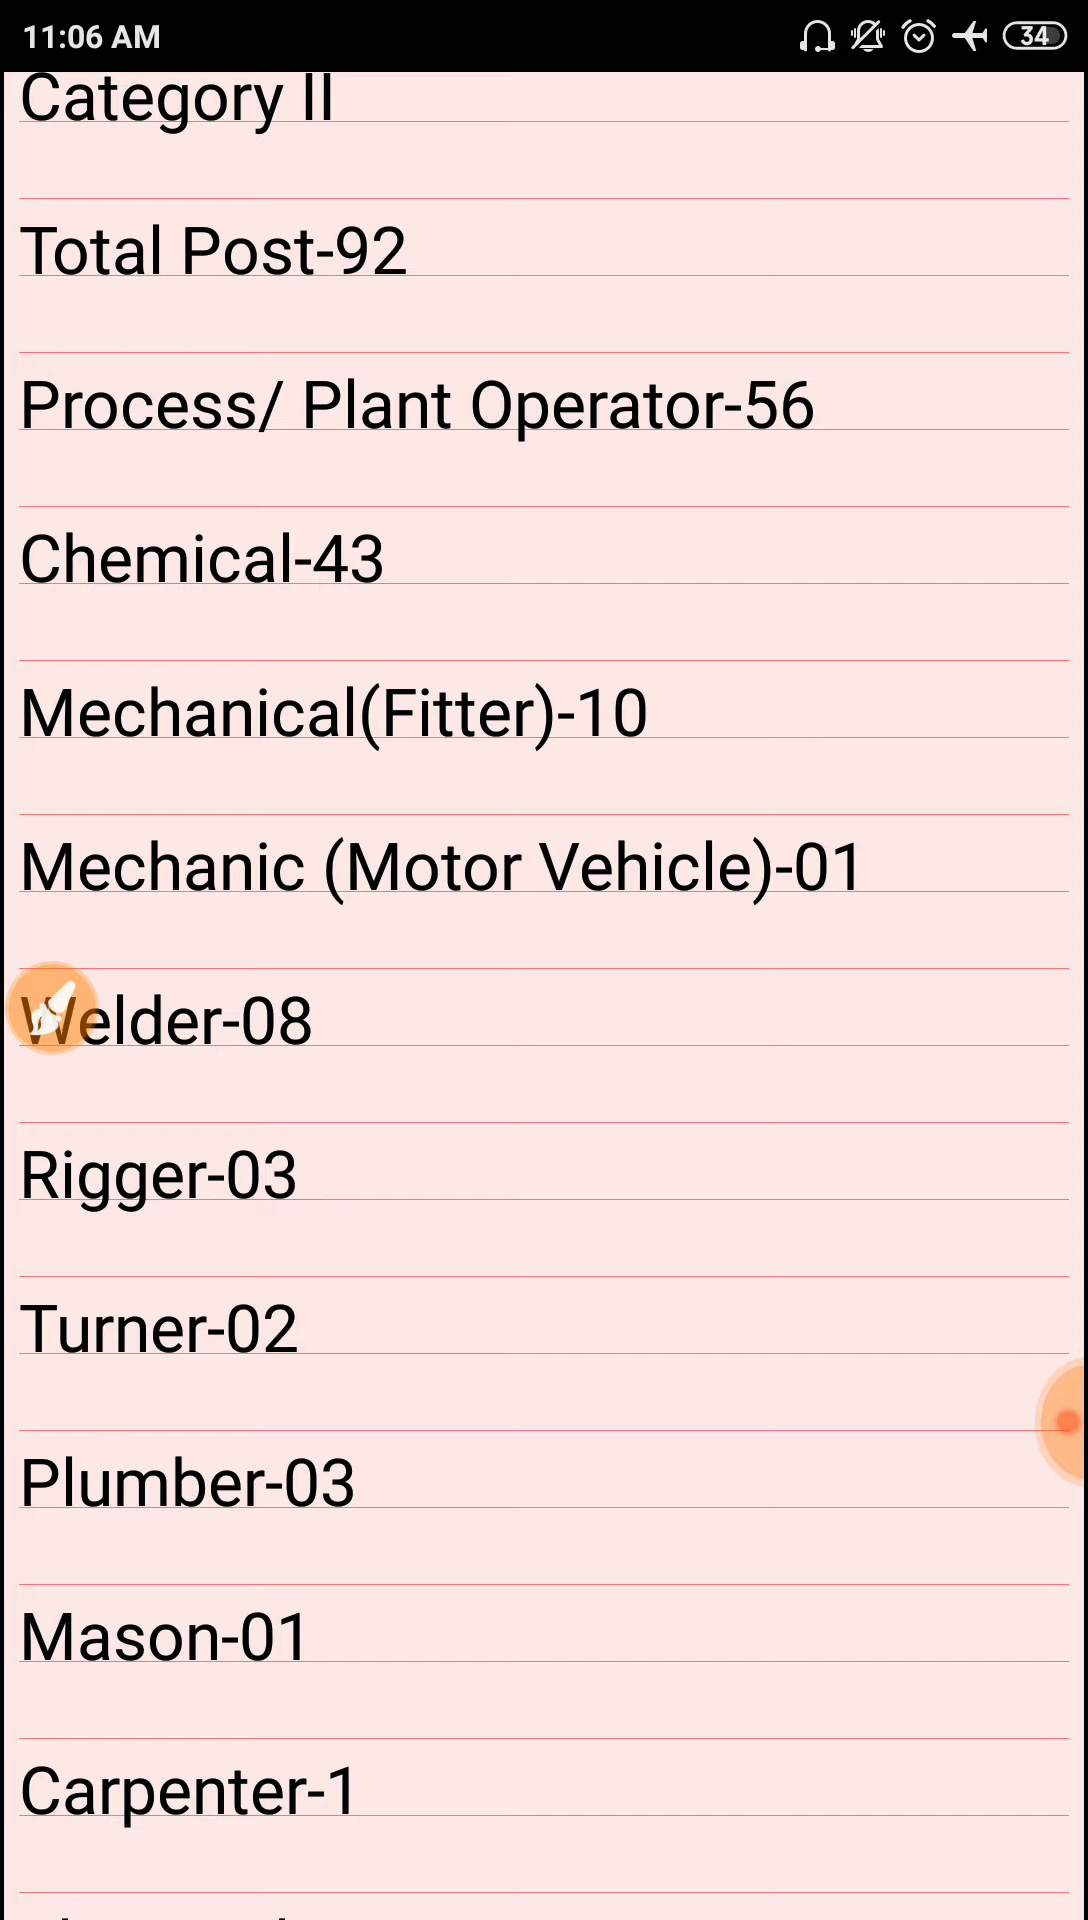 11:06 AM
34
Category II
Total Post-92
Process/ Plant Operator-56
Chemical-43
Mechanical(Fitter)-10
Mechanic (Motor Vehicle)-01
Welder-08
Rigger-03
Turner-02
Plumber-03
Mason-01
Carpenter-1